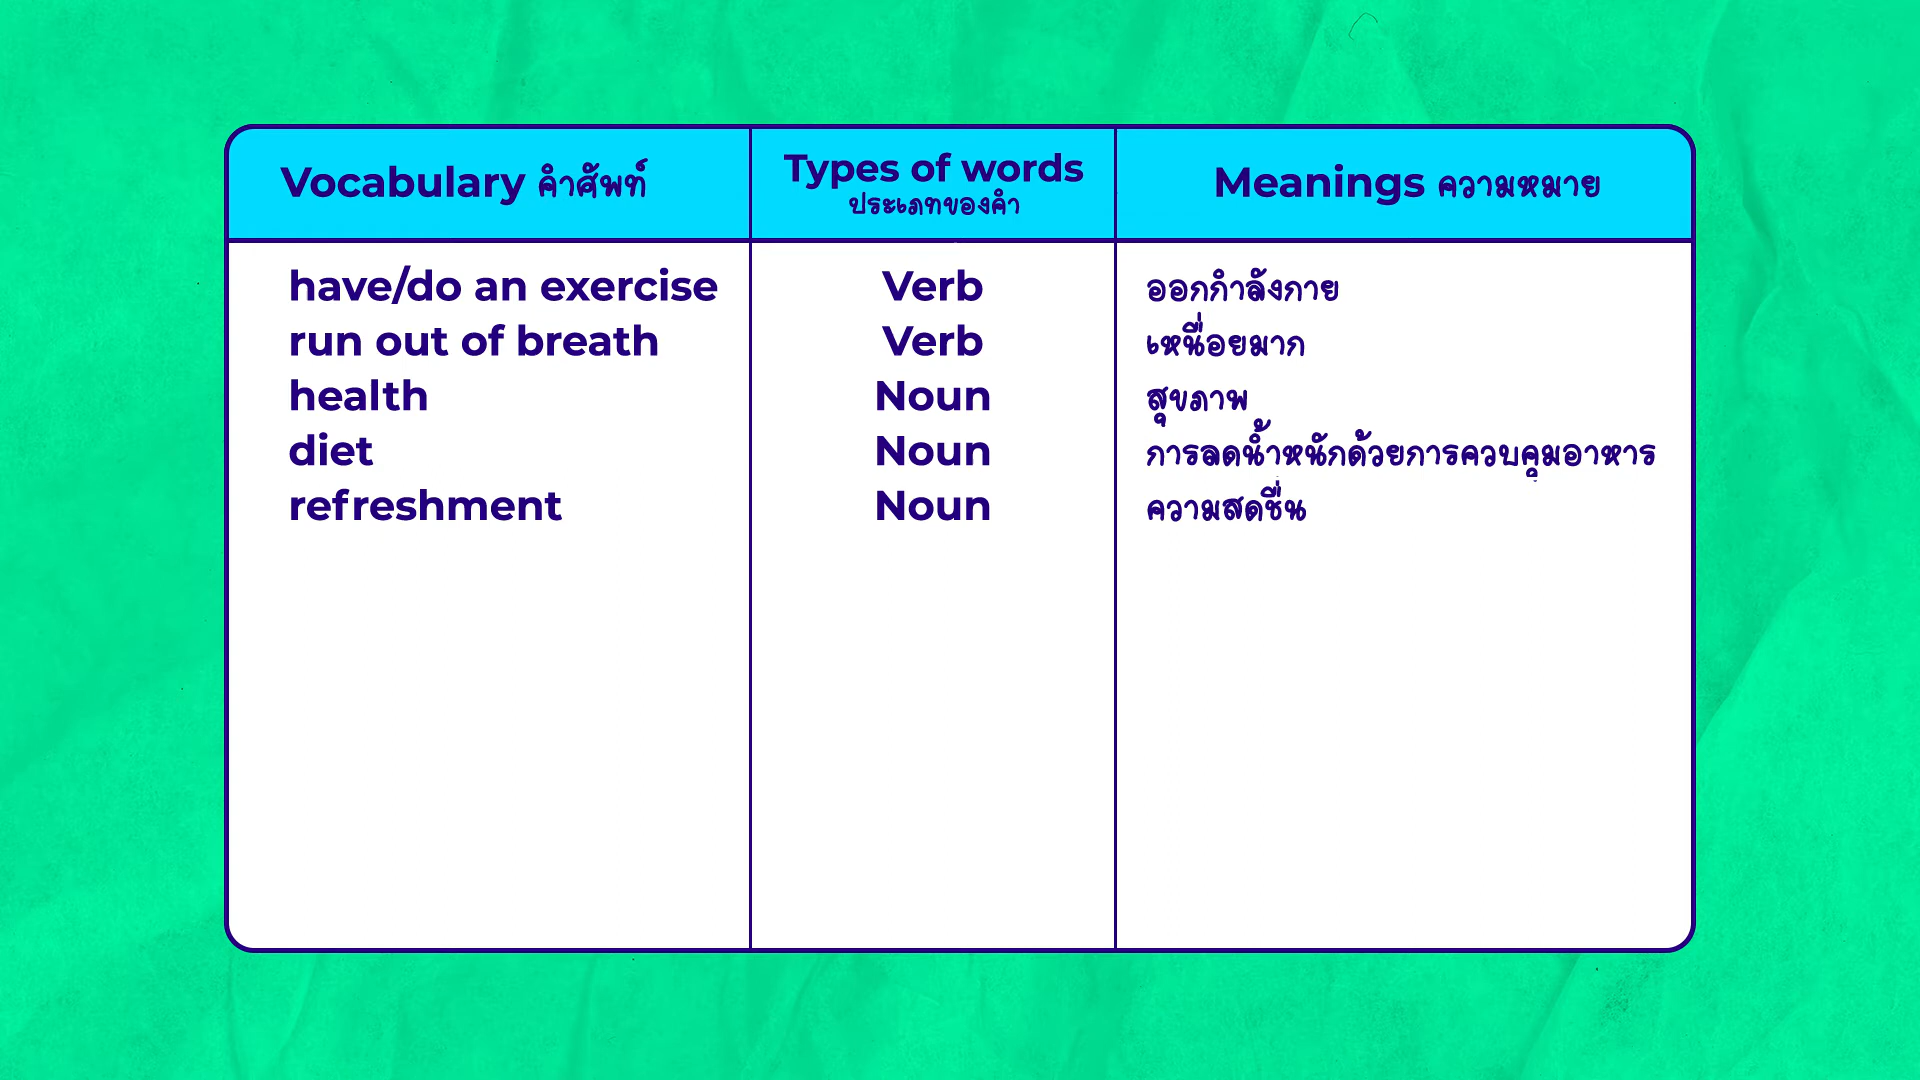 Vocabulary คำศัพท์
Types of words
ประเภทของคำ
Meanings ความหมาย
have/do an exercise Verb ออกกำลังกาย
run out of breath Verb เหนื่อยมาก
health Noun สุขภาพ
diet Noun การลดน้ำหนักด้วยการควบคุมอาหาร
refreshment Noun ความสดชื่น